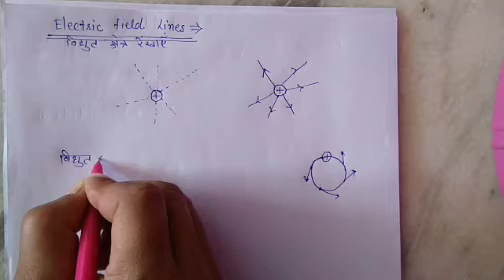 Electric field Lines ⇒
विद्युत क्षेत्र रेखाएं
+
+
+
विद्युत